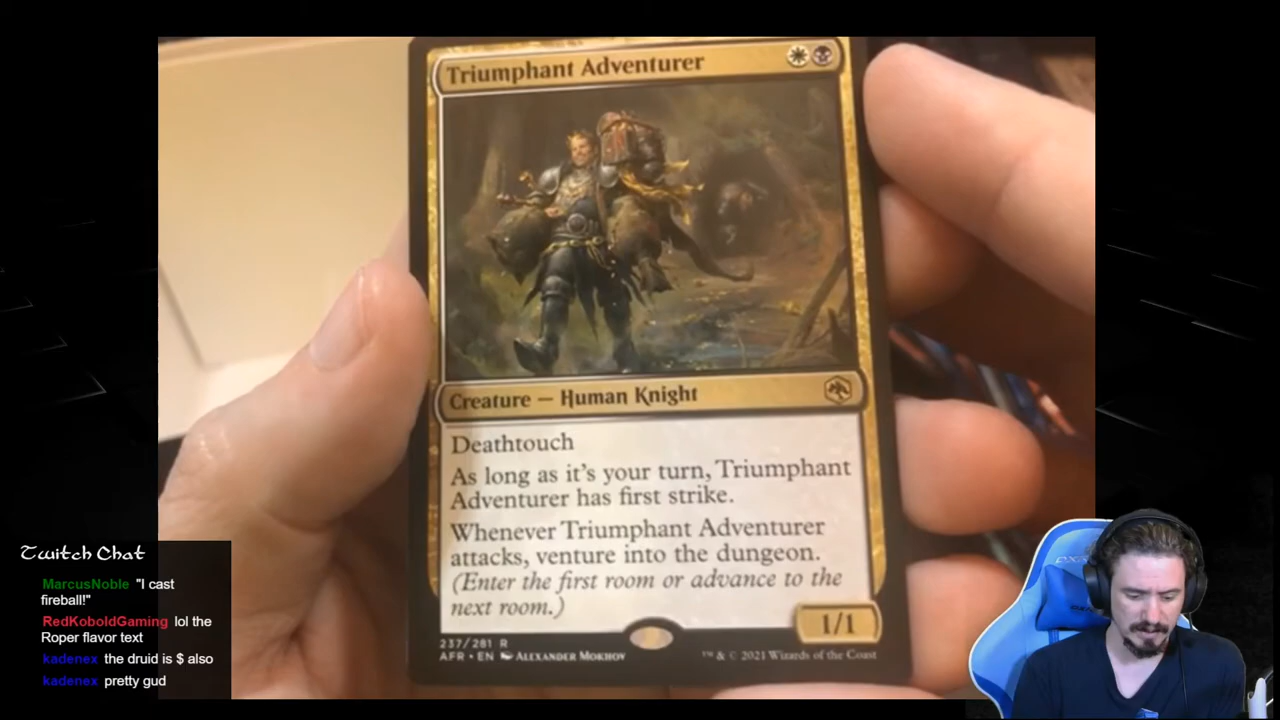 Triumphant Adventurer
Creature — Human Knight
Deathtouch
As long as it's your turn, Triumphant
Adventurer has first strike.
Whenever Triumphant Adventurer
attacks, venture into the dungeon.
(Enter the first room or advance to the
next room.)
1/1
237/281 R
AFR • EN ALEXANDER MOKHOV
™ & © 2021 Wizards of the Coast
Twitch Chat
MarcusNoble "I cast
fireball!"
RedKoboldGaming lol the
Roper flavor text
kadenex the druid is $ also
kadenex pretty gud